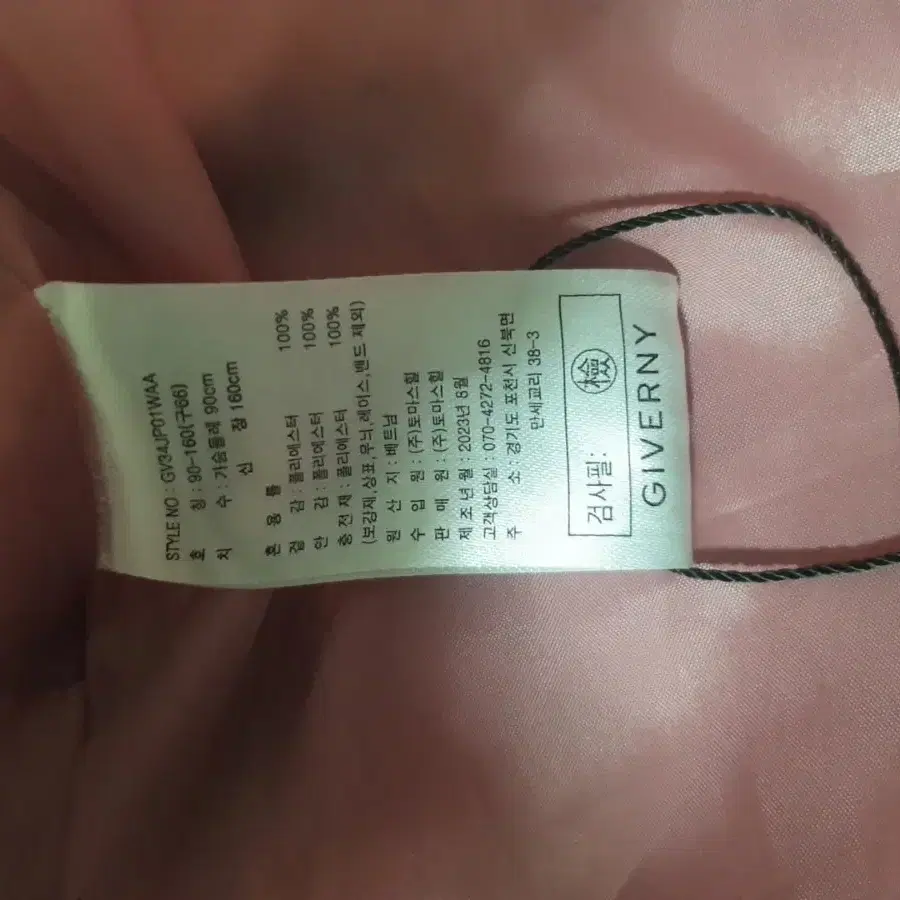 STYLE NO : GV34JP01WAA
호 칭 : 90-160(구66)
치 수 : 가슴둘레 90cm
신 장 160cm
혼 용 률
겉 감 : 폴리에스터 100%
안 감 : 폴리에스터 100%
충전재 : 폴리에스터 100%
(보강재,상표,무늬,레이스,밴드 제외)
원 산 지 : 베트남
수 입 원 : (주)토마스힐
판 매 원 : (주)토마스힐
제 조년 월 : 2023년 8월
고객상담실 : 070-4272-4816
주 소 : 경기도 포천시 신북면
만세교리 38-3
검사필: 檢
GIVERNY